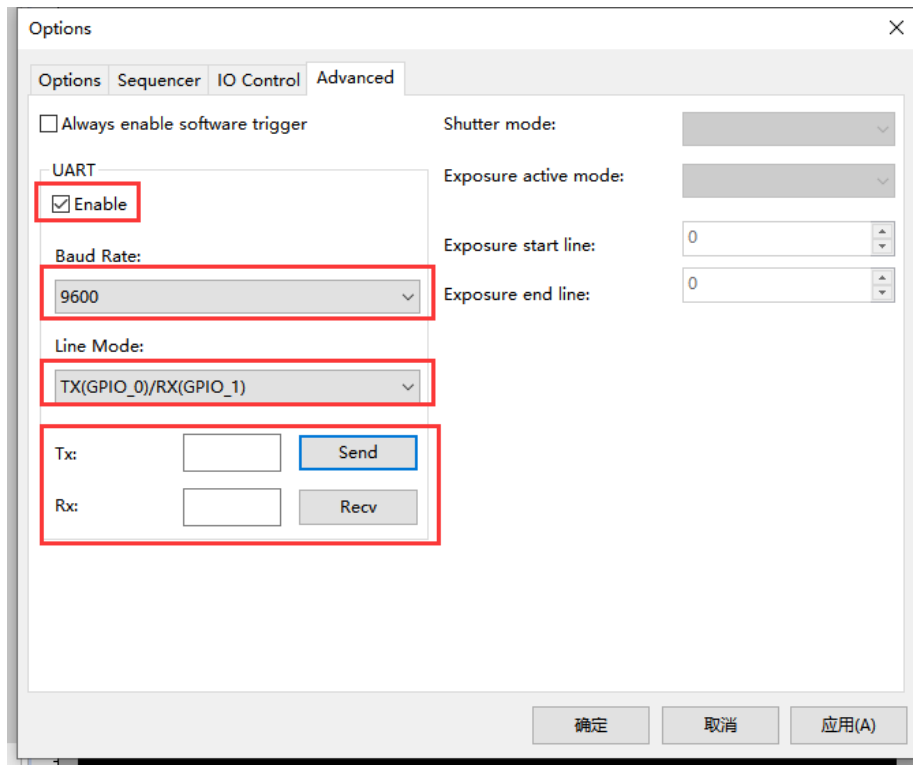 Options
Options Sequencer IO Control Advanced
Always enable software trigger
UART
Enable
Baud Rate:
9600
Line Mode:
TX(GPIO_0)/RX(GPIO_1)
Tx: Send
Rx: Recv
Shutter mode:
Exposure active mode:
Exposure start line: 0
Exposure end line: 0
确定 取消 应用(A)